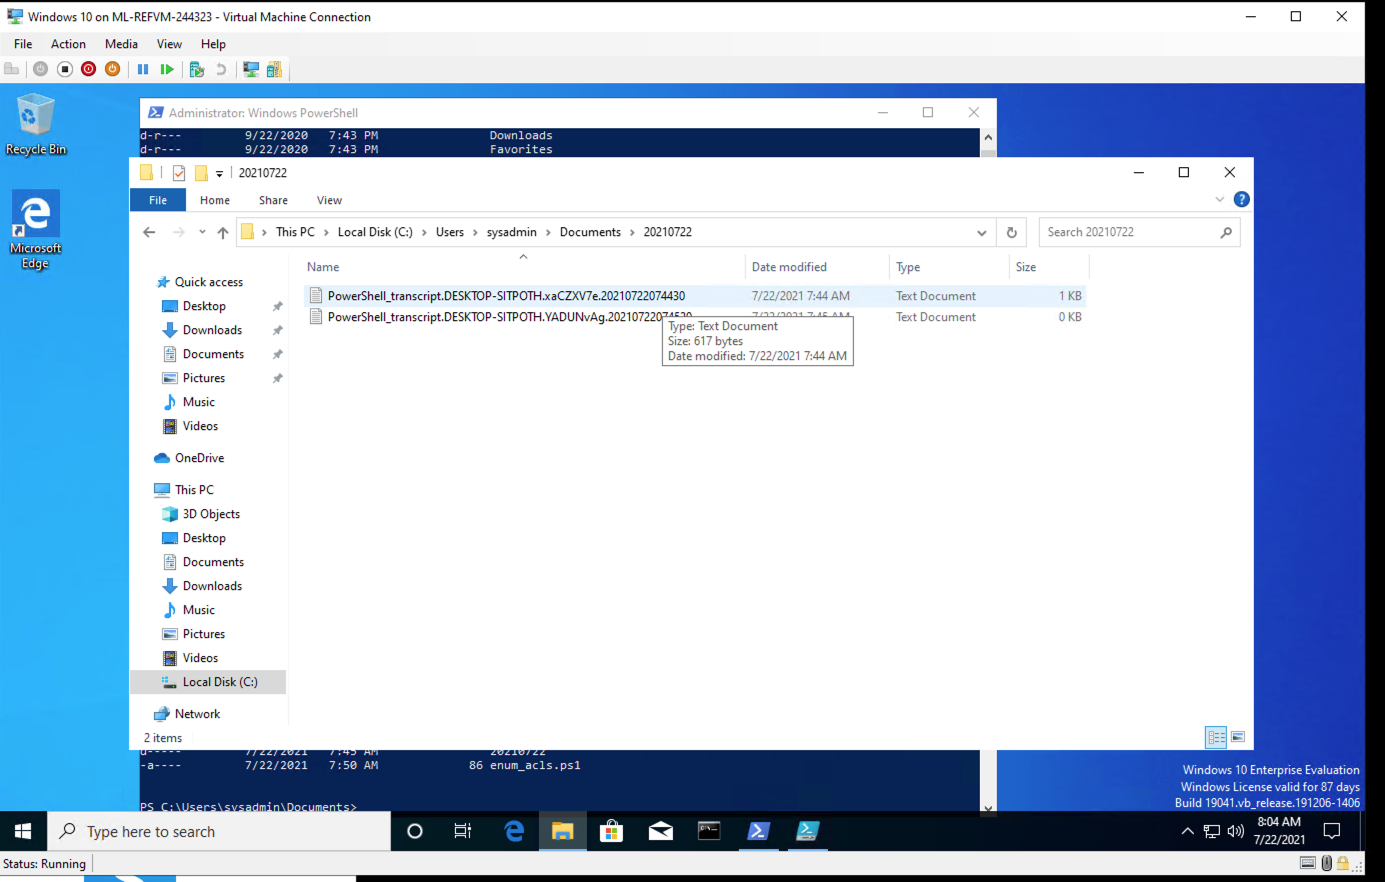 Windows 10 on ML-REFVM-244323 - Virtual Machine Connection
File Action Media View Help
Recycle Bin
Microsoft Edge
Administrator: Windows PowerShell
d-r--- 9/22/2020 7:43 PM Downloads
d-r--- 9/22/2020 7:43 PM Favorites
20210722
File Home Share View
This PC > Local Disk (C:) > Users > sysadmin > Documents > 20210722
Search 20210722
Name Date modified Type Size
PowerShell_transcript.DESKTOP-SITPOTH.xaCZXV7e.20210722074430 7/22/2021 7:44 AM Text Document 1 KB
PowerShell_transcript.DESKTOP-SITPOTH.YADUNvAg.20210722074520 7/22/2021 7:45 AM Text Document 0 KB
Type: Text Document
Size: 617 bytes
Date modified: 7/22/2021 7:44 AM
Quick access
Desktop
Downloads
Documents
Pictures
Music
Videos
OneDrive
This PC
3D Objects
Desktop
Documents
Downloads
Music
Pictures
Videos
Local Disk (C:)
Network
2 items
d----- 7/22/2021 7:45 AM 20210722
-a---- 7/22/2021 7:50 AM 86 enum_acls.ps1
PS C:\Users\sysadmin\Documents>
Windows 10 Enterprise Evaluation
Windows License valid for 87 days
Build 19041.vb_release.191206-1406
Type here to search
8:04 AM
7/22/2021
Status: Running